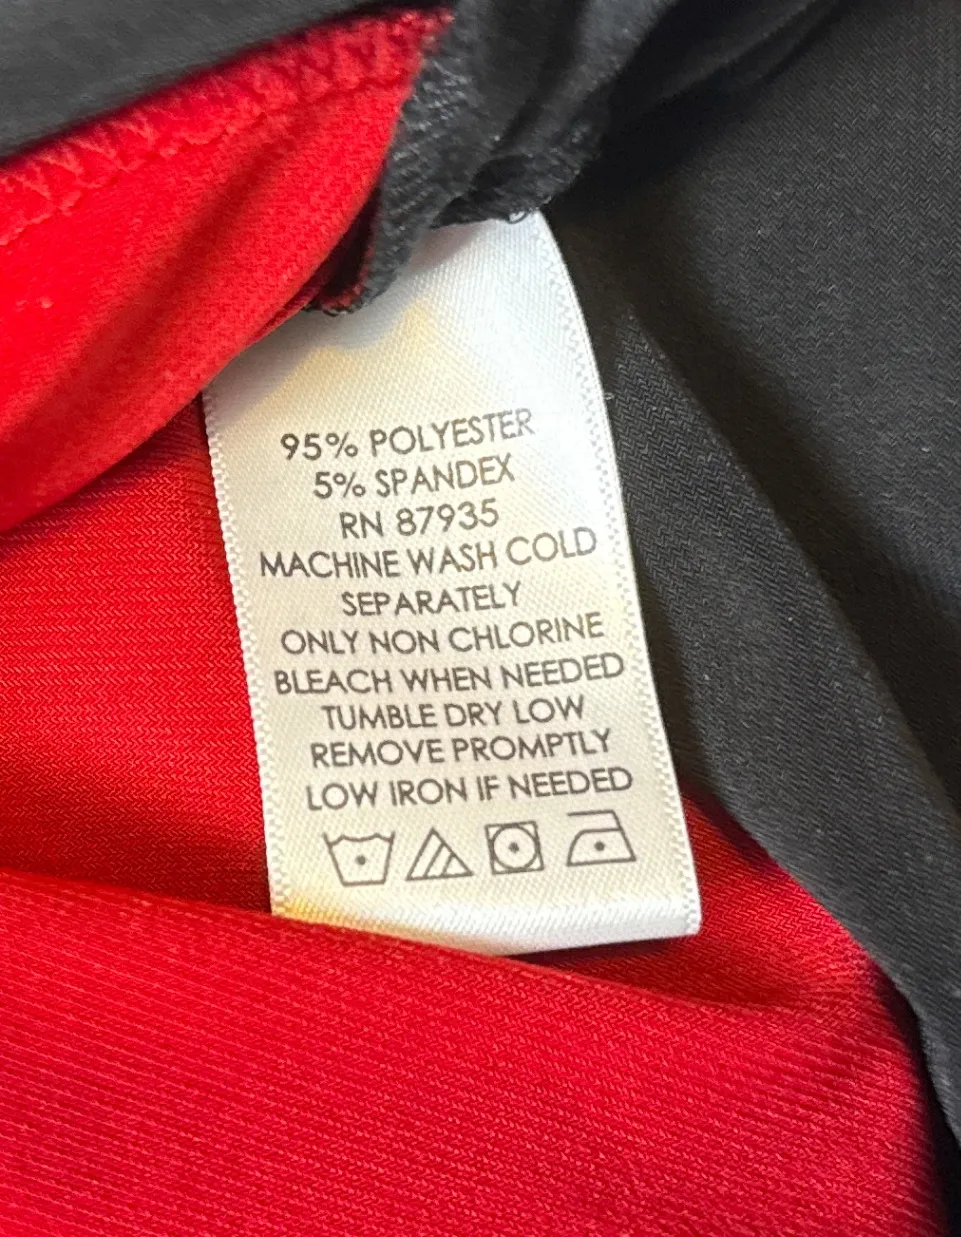 95% POLYESTER
5% SPANDEX
RN 87935
MACHINE WASH COLD
SEPARATELY
ONLY NON CHLORINE
BLEACH WHEN NEEDED
TUMBLE DRY LOW
REMOVE PROMPTLY
LOW IRON IF NEEDED